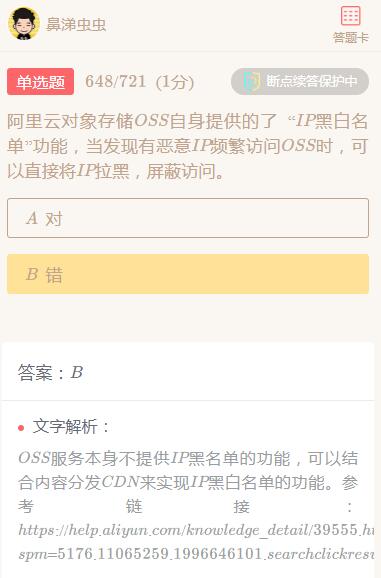 鼻涕虫虫
答题卡
单选题 648/721 (1分) 断点续答保护中
阿里云对象存储OSS自身提供的了 “IP黑白名
单”功能，当发现有恶意IP频繁访问OSS时，可
以直接将IP拉黑，屏蔽访问。
A 对
B 错
答案：B
文字解析：
OSS服务本身不提供IP黑名单的功能，可以结
合内容分发CDN来实现IP黑白名单的功能。参
考链接：
https://help.aliyun.com/knowledge_detail/39555.h
spm=5176.11065259.1996646101.searchclickresu